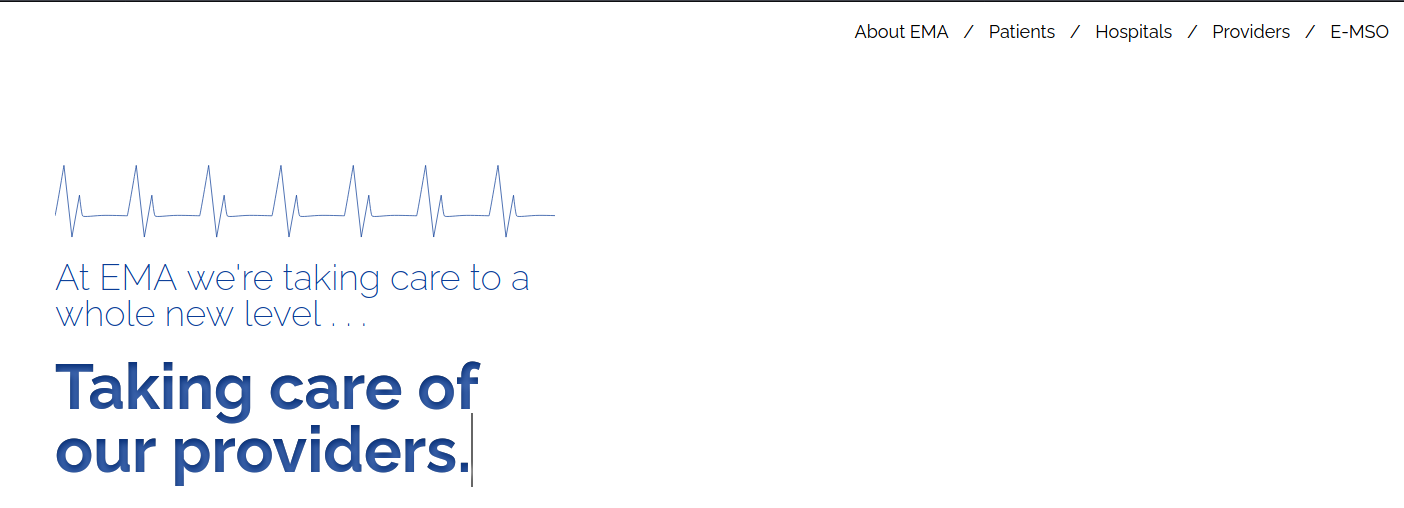 About EMA / Patients / Hospitals / Providers / E-MSO
At EMA we're taking care to a
whole new level . . .
Taking care of
our providers.